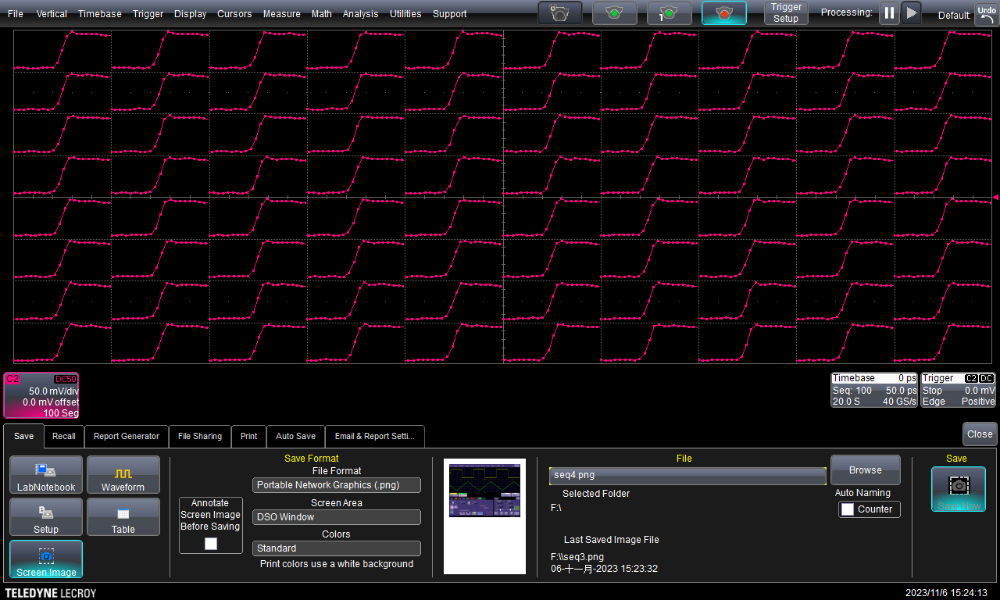 File Vertical Timebase Trigger Display Cursors Measure Math Analysis Utilities Support
1
Trigger
Setup
Processing:
Default:
Undo
C2 DC50
50.0 mV/div
0.0 mV offset
100 Seg
Timebase 0 ps
Seq: 100 50.0 ps
20.0 S 40 GS/s
Trigger C2 DC
Stop 0.0 mV
Edge Positive
Save Recall Report Generator File Sharing Print Auto Save Email & Report Setti...
Close
LabNotebook
Waveform
Setup
Table
Screen Image
Annotate
Screen Image
Before Saving
Save Format
File Format
Portable Network Graphics (.png)
Screen Area
DSO Window
Colors
Standard
Print colors use a white background
File
seq4.png
Browse
Selected Folder
F:\
Auto Naming
Counter
Last Saved Image File
F:\\seq3.png
06-十一月-2023 15:23:32
Save
Save Now
TELEDYNE LECROY
2023/11/6 15:24:13